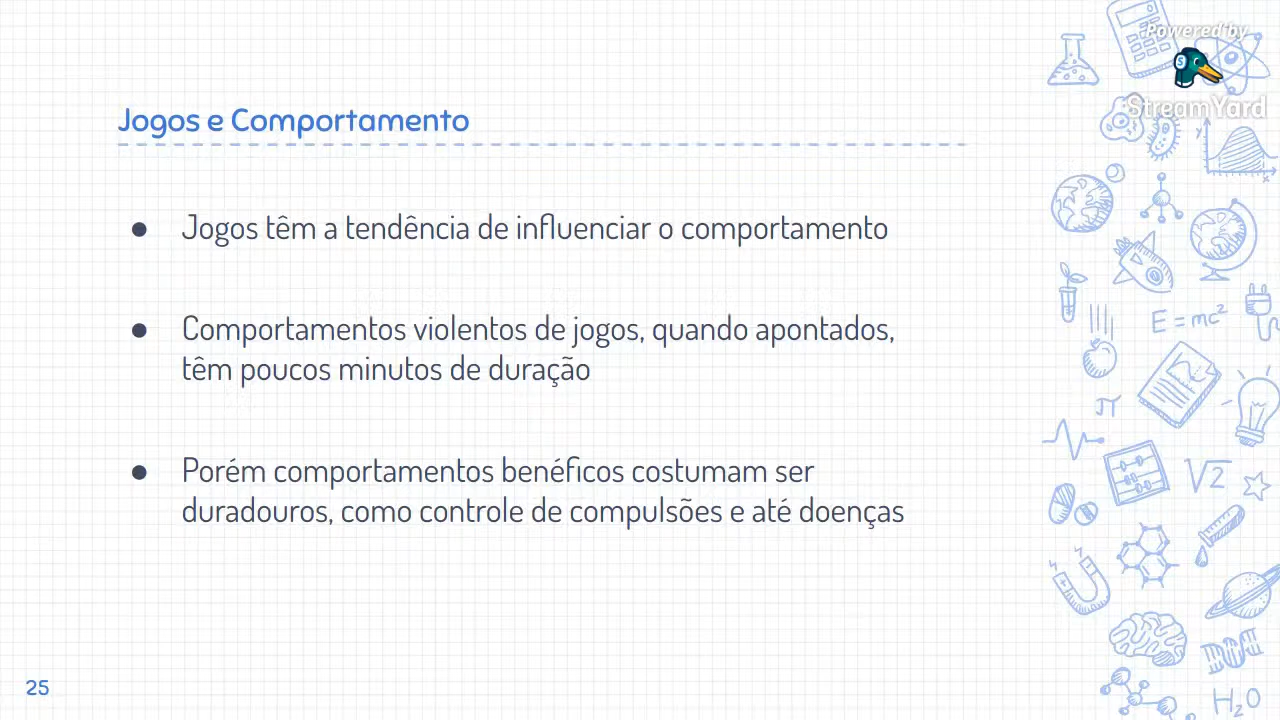 Powered by
StreamYard
Jogos e Comportamento
● Jogos têm a tendência de influenciar o comportamento
● Comportamentos violentos de jogos, quando apontados,
têm poucos minutos de duração
● Porém comportamentos benéficos costumam ser
duradouros, como controle de compulsões e até doenças
y
x
E=mc²
π
√2
H₂O
25